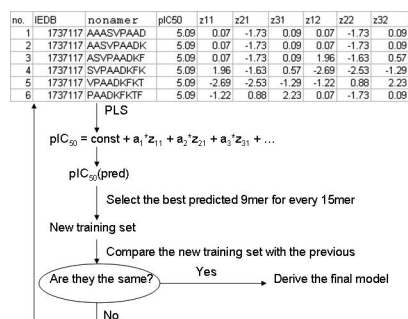 no. IEDB nonamer pIC50 z11 z21 z31 z12 z22 z32
1 1737117 AAASVPAAD 5.09 0.07 -1.73 0.09 0.07 -1.73 0.09
2 1737117 AASVPAADK 5.09 0.07 -1.73 0.09 0.07 -1.73 0.09
3 1737117 ASVPAADKF 5.09 0.07 -1.73 0.09 1.96 -1.63 0.57
4 1737117 SVPAADKFK 5.09 1.96 -1.63 0.57 -2.69 -2.53 -1.29
5 1737117 VPAADKFKT 5.09 -2.69 -2.53 -1.29 -1.22 0.88 2.23
6 1737117 PAADKFKTF 5.09 -1.22 0.88 2.23 0.07 -1.73 0.09
PLS
pIC50 = const + a1*z11 + a2*z21 + a3*z31 + ...
pIC50(pred)
Select the best predicted 9mer for every 15mer
New training set
Compare the new training set with the previous
Are they the same?
Yes
Derive the final model
No